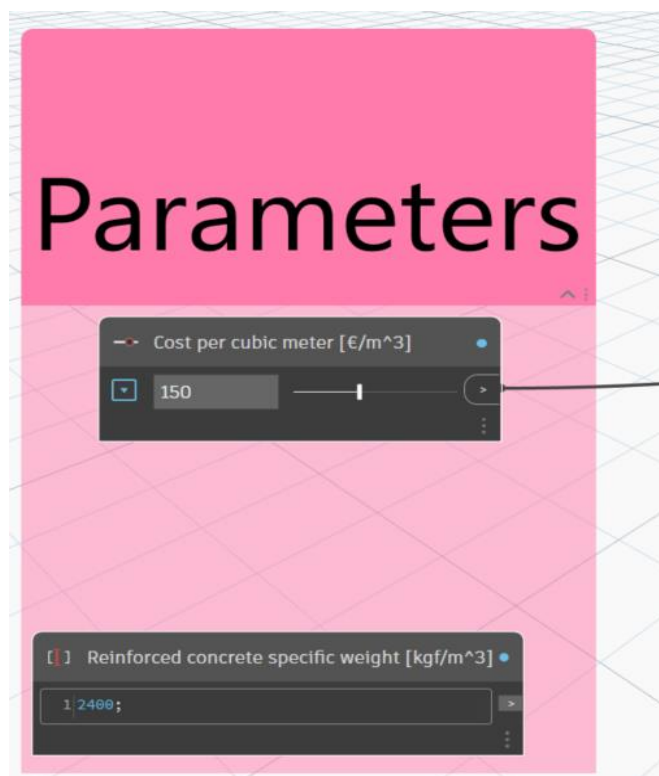 Parameters
Cost per cubic meter [€/m^3]
150
>
[ ] Reinforced concrete specific weight [kgf/m^3]
1 2400;
>